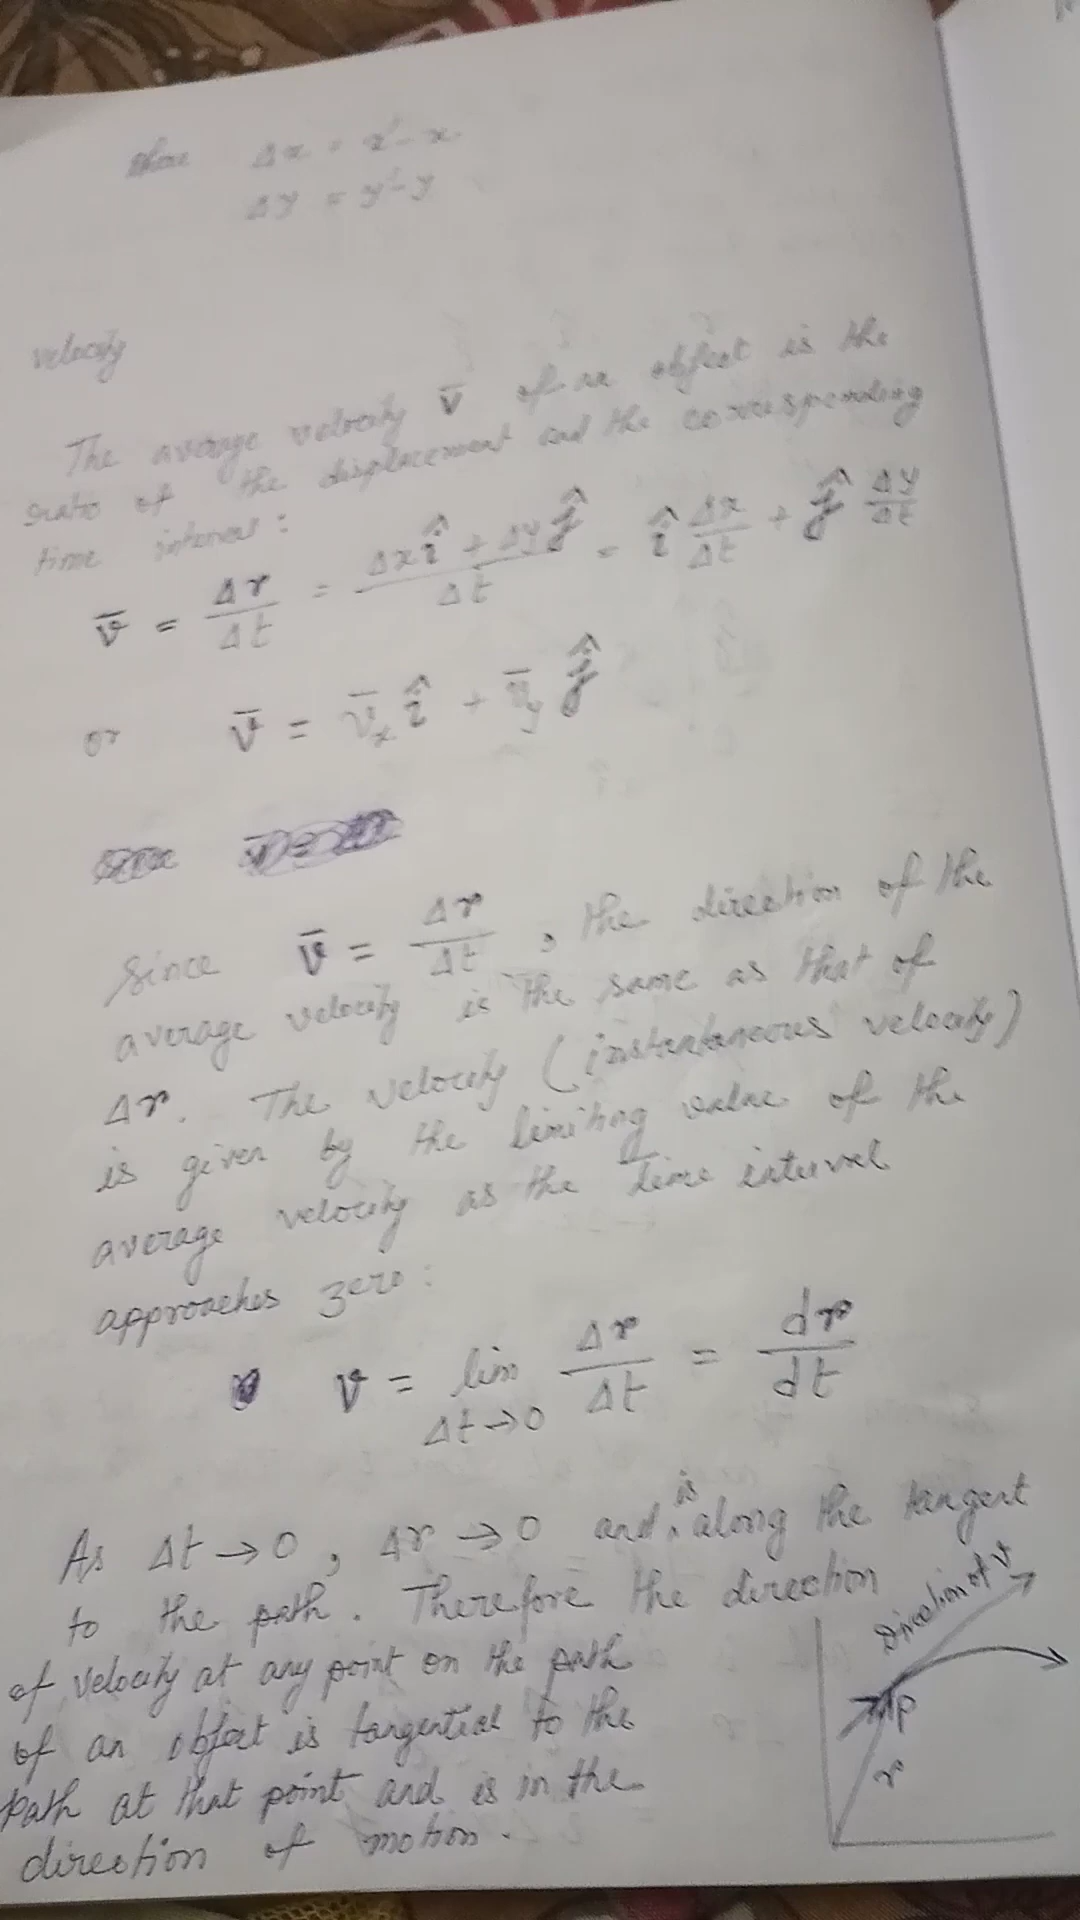 where Δx = x' - x
Δy = y' - y
velocity
The average velocity v̄ of an object is the
ratio of the displacement and the corresponding
time interval :
v̄ = Δr/Δt = (Δx î + Δy ĵ)/Δt = î Δx/Δt + ĵ Δy/Δt
or v̄ = v̄ₓ î + v̄ᵧ ĵ
Since v̄ = Δr/Δt , the direction of the
average velocity is the same as that of
Δr. The velocity (instantaneous velocity)
is given by the limiting value of the
average velocity as the time interval
approaches zero :
v = lim Δt→0 Δr/Δt = dr/dt
As Δt → 0 , Δr → 0 and is along the tangent
to the path . Therefore the direction
of velocity at any point on the path
of an object is tangential to the
path at that point and is in the
direction of motion .
Direction of v
P
r